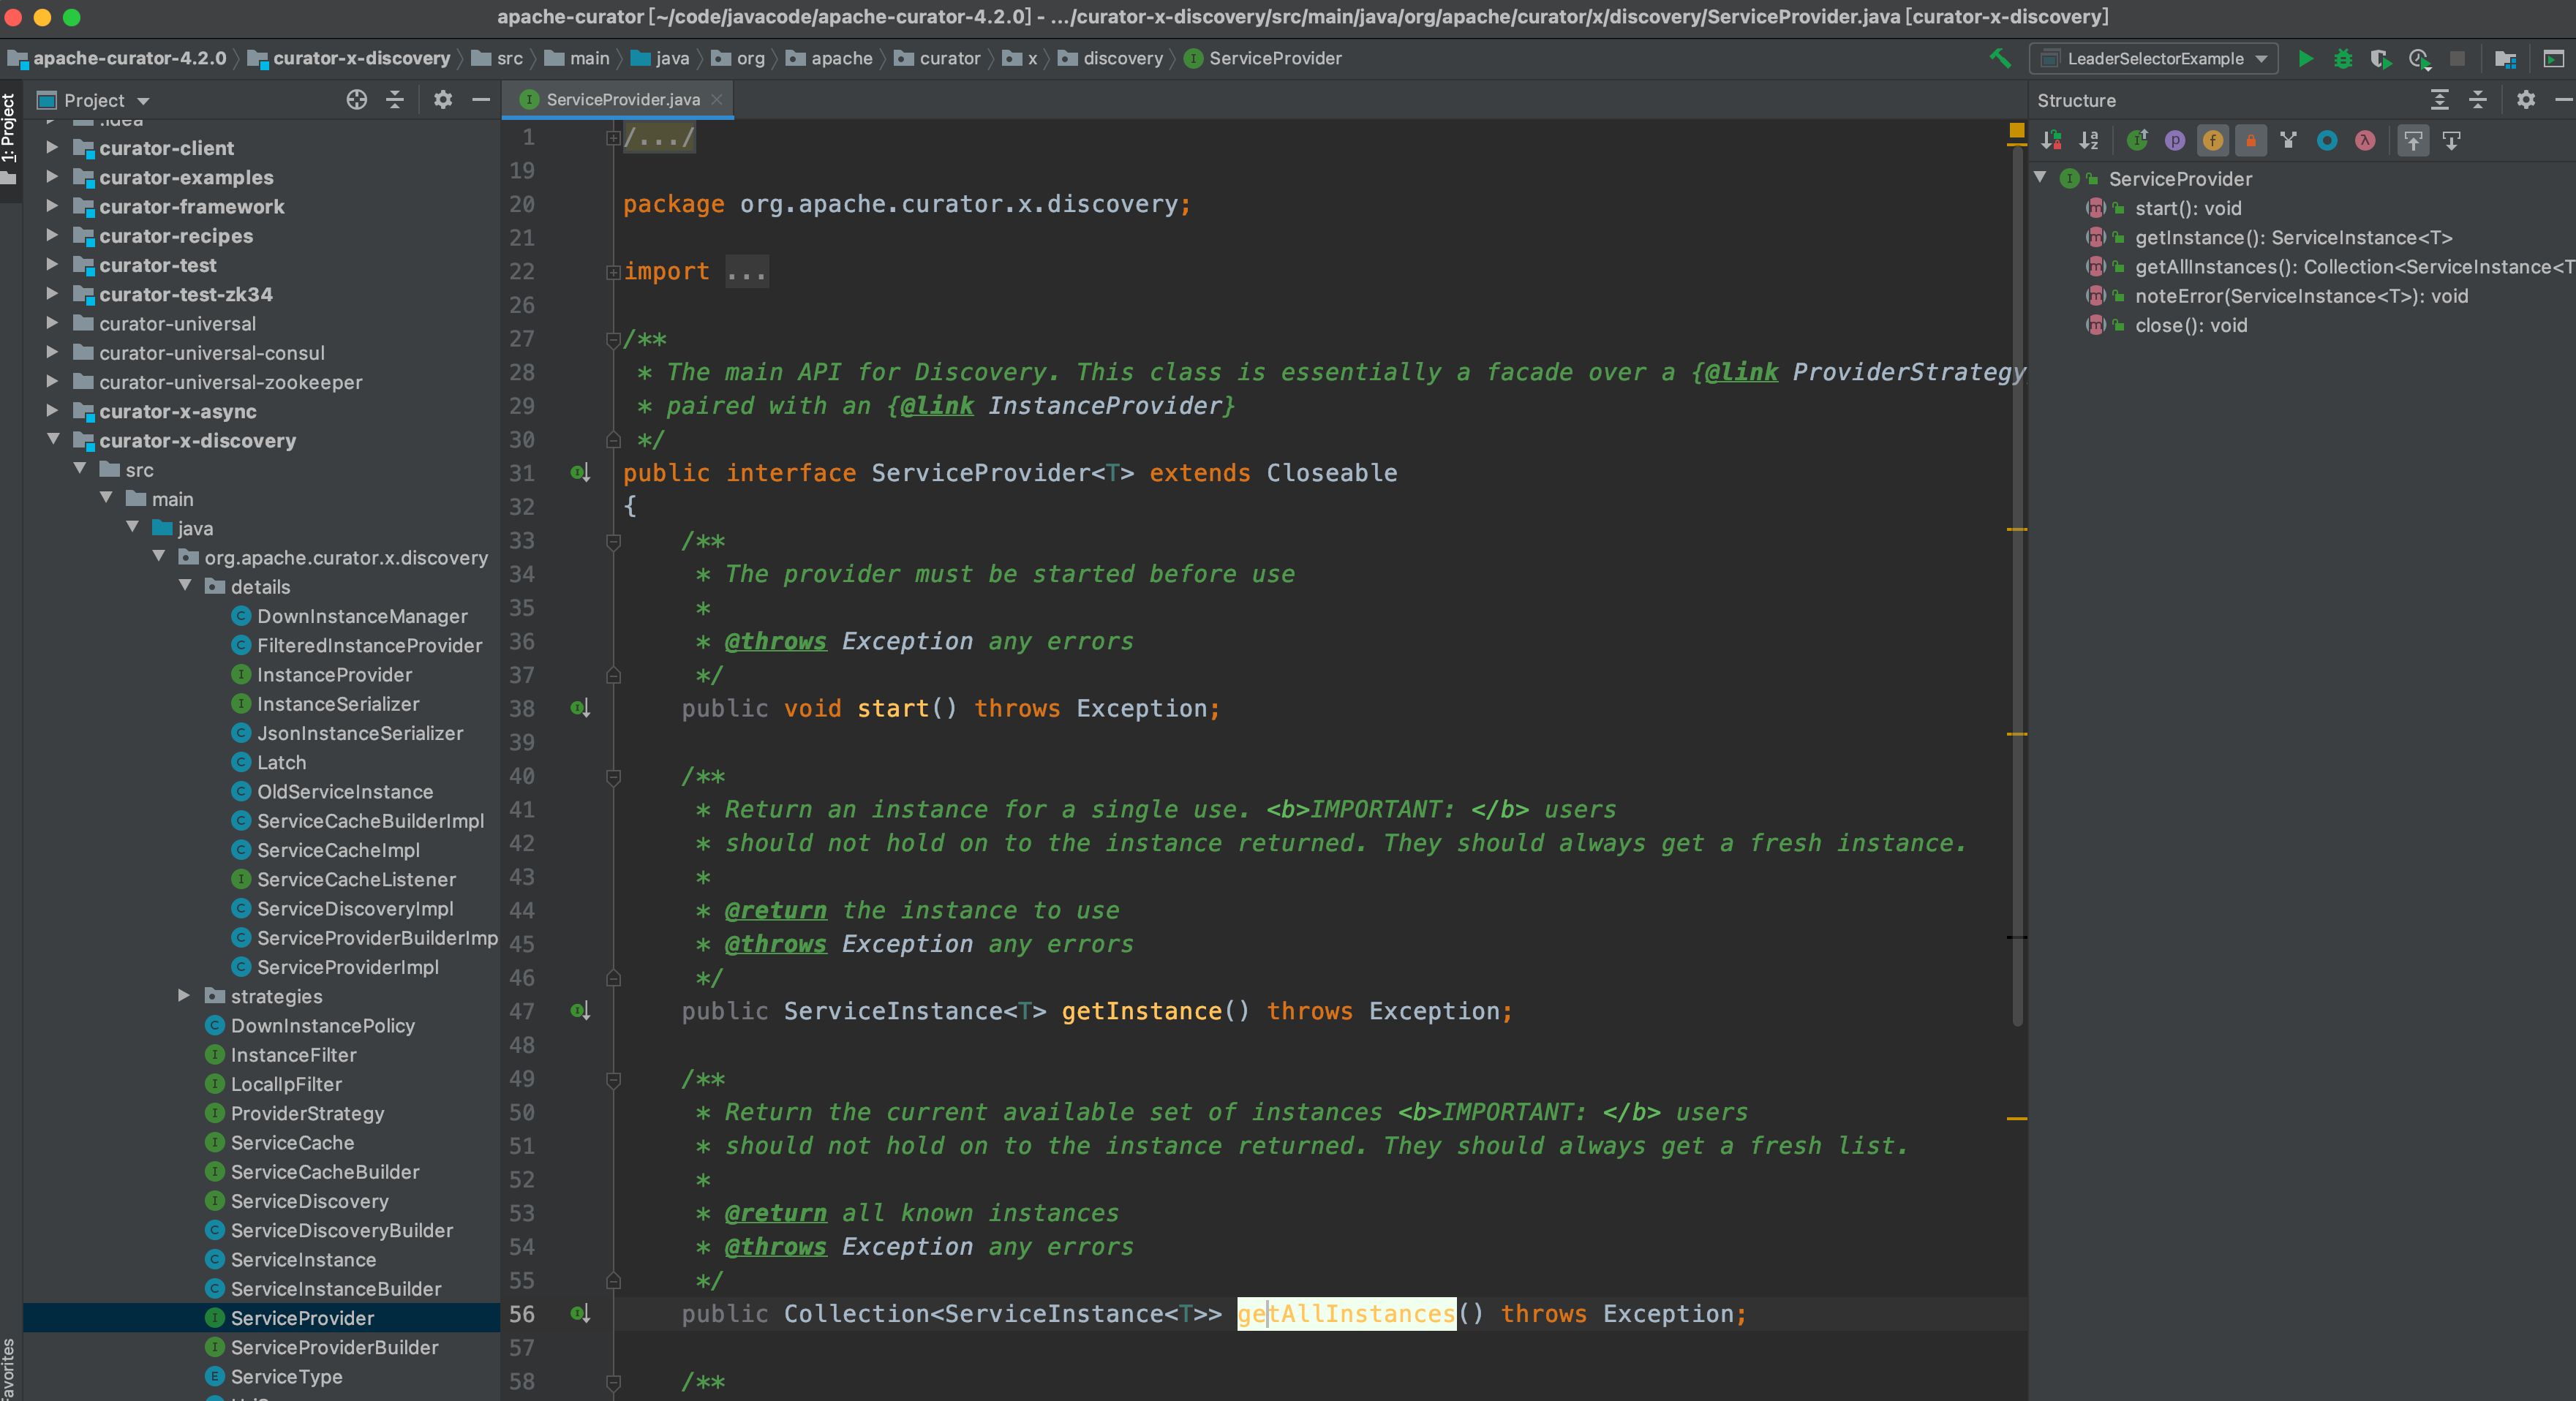 apache-curator [~/code/javacode/apache-curator-4.2.0] - .../curator-x-discovery/src/main/java/org/apache/curator/x/discovery/ServiceProvider.java [curator-x-discovery]
apache-curator-4.2.0 curator-x-discovery src main java org apache curator x discovery ServiceProvider LeaderSelectorExample
1: Project
Favorites
Project
.idea
curator-client
curator-examples
curator-framework
curator-recipes
curator-test
curator-test-zk34
curator-universal
curator-universal-consul
curator-universal-zookeeper
curator-x-async
curator-x-discovery
src
main
java
org.apache.curator.x.discovery
details
DownInstanceManager
FilteredInstanceProvider
InstanceProvider
InstanceSerializer
JsonInstanceSerializer
Latch
OldServiceInstance
ServiceCacheBuilderImpl
ServiceCacheImpl
ServiceCacheListener
ServiceDiscoveryImpl
ServiceProviderBuilderImp
ServiceProviderImpl
strategies
DownInstancePolicy
InstanceFilter
LocalIpFilter
ProviderStrategy
ServiceCache
ServiceCacheBuilder
ServiceDiscovery
ServiceDiscoveryBuilder
ServiceInstance
ServiceInstanceBuilder
ServiceProvider
ServiceProviderBuilder
ServiceType
ServiceProvider.java
1 /.../
19
20 package org.apache.curator.x.discovery;
21
22 import ...
26
27 /**
28 * The main API for Discovery. This class is essentially a facade over a {@link ProviderStrategy
29 * paired with an {@link InstanceProvider}
30 */
31 public interface ServiceProvider<T> extends Closeable
32 {
33 /**
34 * The provider must be started before use
35 *
36 * @throws Exception any errors
37 */
38 public void start() throws Exception;
39
40 /**
41 * Return an instance for a single use. <b>IMPORTANT: </b> users
42 * should not hold on to the instance returned. They should always get a fresh instance.
43 *
44 * @return the instance to use
45 * @throws Exception any errors
46 */
47 public ServiceInstance<T> getInstance() throws Exception;
48
49 /**
50 * Return the current available set of instances <b>IMPORTANT: </b> users
51 * should not hold on to the instance returned. They should always get a fresh list.
52 *
53 * @return all known instances
54 * @throws Exception any errors
55 */
56 public Collection<ServiceInstance<T>> getAllInstances() throws Exception;
57
58 /**
Structure
ServiceProvider
start(): void
getInstance(): ServiceInstance<T>
getAllInstances(): Collection<ServiceInstance<T
noteError(ServiceInstance<T>): void
close(): void